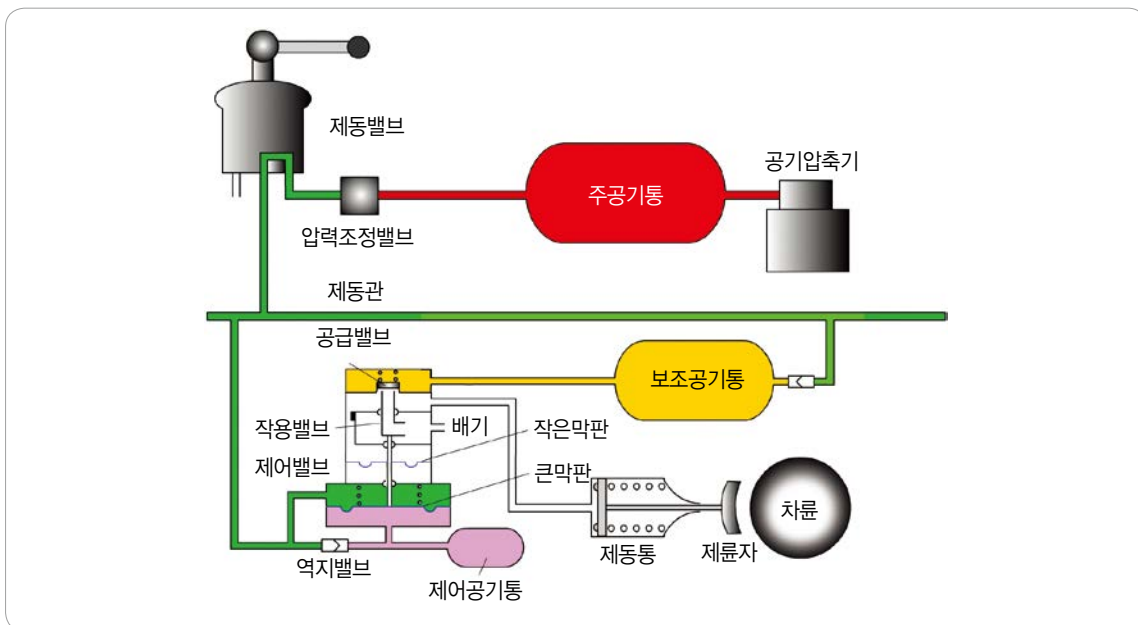 제동밸브
공기압축기
주공기통
압력조정밸브
제동관
공급밸브
보조공기통
작용밸브
배기
작은막판
제어밸브
큰막판
차륜
역지밸브
제동통
제륜자
제어공기통